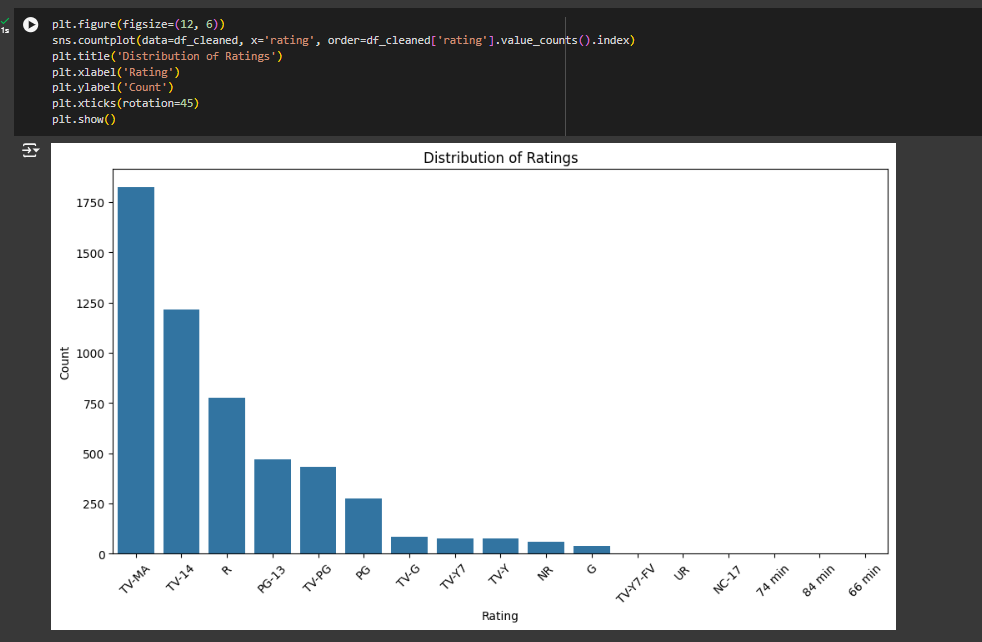 1s
plt.figure(figsize=(12, 6))
sns.countplot(data=df_cleaned, x='rating', order=df_cleaned['rating'].value_counts().index)
plt.title('Distribution of Ratings')
plt.xlabel('Rating')
plt.ylabel('Count')
plt.xticks(rotation=45)
plt.show()
Distribution of Ratings
1750
1500
1250
1000
750
500
250
0
Count
TV-MA
TV-14
R
PG-13
TV-PG
PG
TV-G
TV-Y7
TV-Y
NR
G
TV-Y7-FV
UR
NC-17
74 min
84 min
66 min
Rating